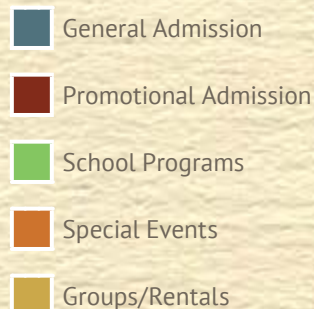 General Admission
Promotional Admission
School Programs
Special Events
Groups/Rentals